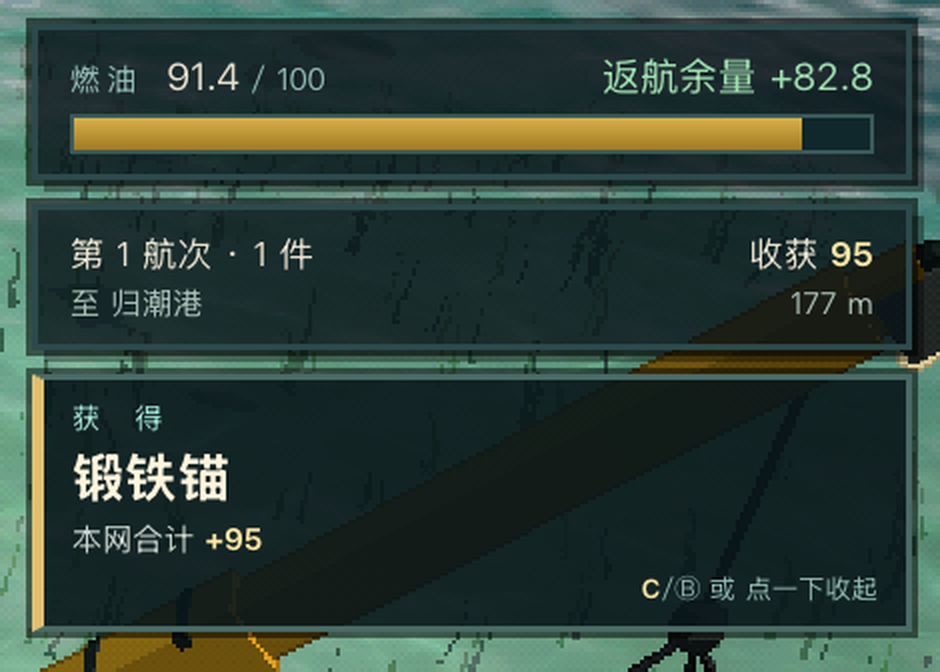 燃油 91.4 / 100 返航余量 +82.8
第 1 航次 · 1 件 收获 95
至 归潮港 177 m
获 得
锻铁锚
本网合计 +95
C/Ⓑ 或 点一下收起